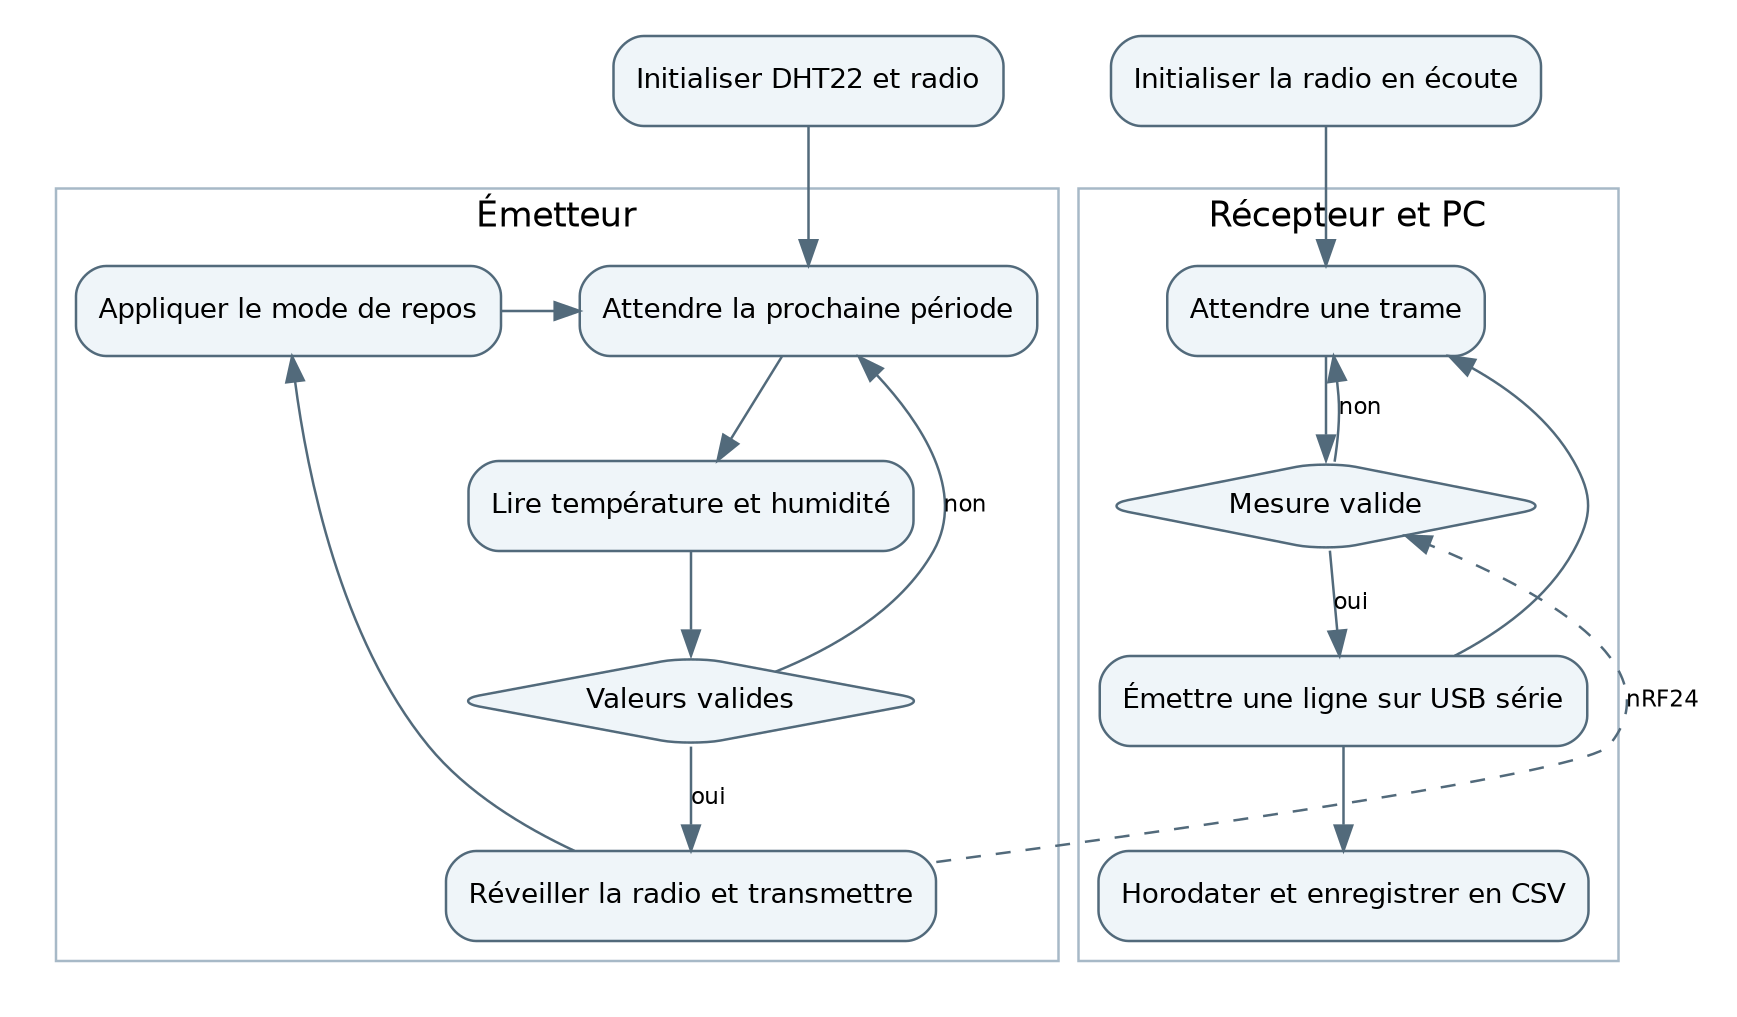 Initialiser DHT22 et radio
Initialiser la radio en écoute
Émetteur
Récepteur et PC
Appliquer le mode de repos
Attendre la prochaine période
Attendre une trame
non
Lire température et humidité
non
Mesure valide
oui
Valeurs valides
Émettre une ligne sur USB série
nRF24
oui
Réveiller la radio et transmettre
Horodater et enregistrer en CSV